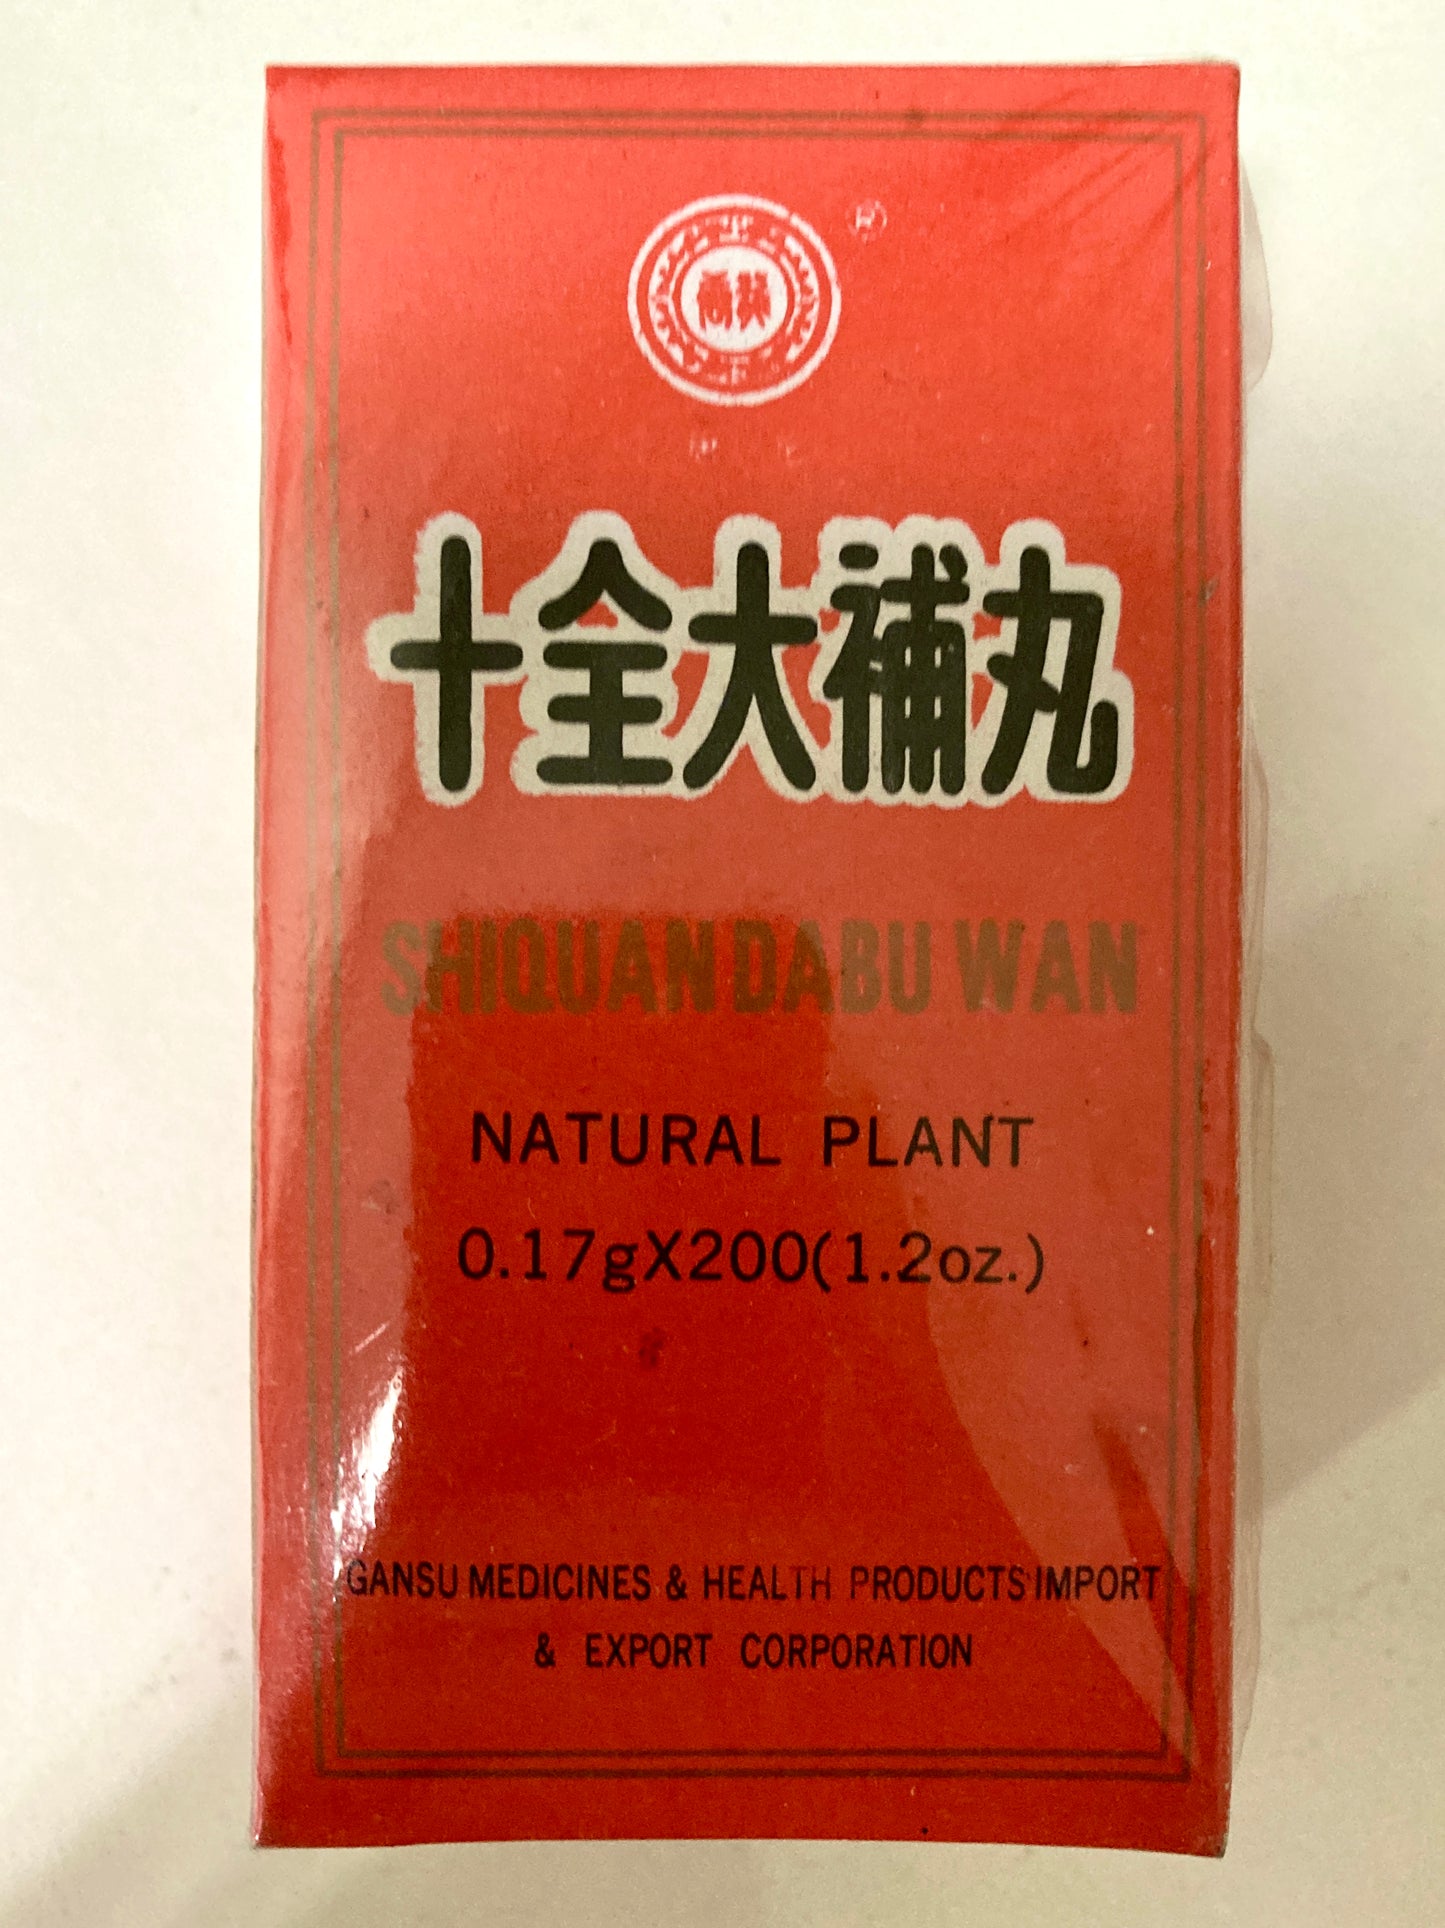 ®
十全大補丸
SHIQUAN DABU WAN
NATURAL PLANT
0.17gX200(1.2oz.)
GANSU MEDICINES & HEALTH PRODUCTS IMPORT
& EXPORT CORPORATION